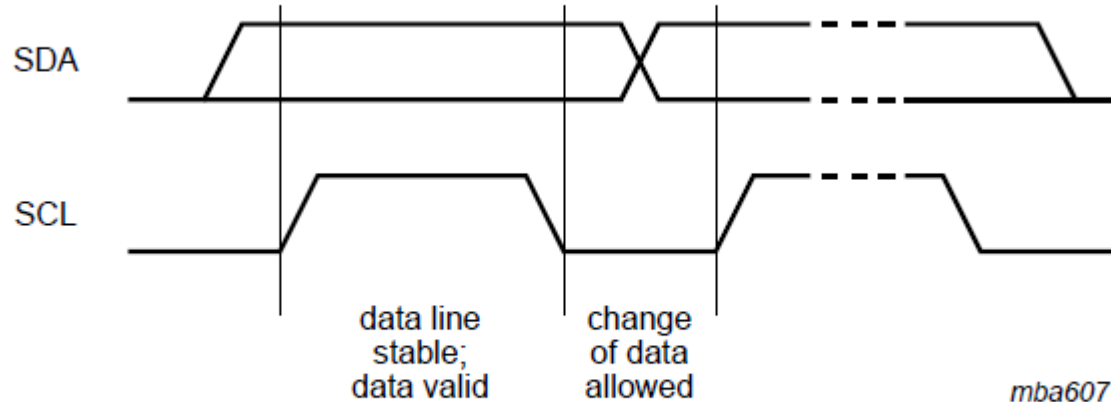 SDA
SCL
data line
stable;
data valid
change
of data
allowed
mba607